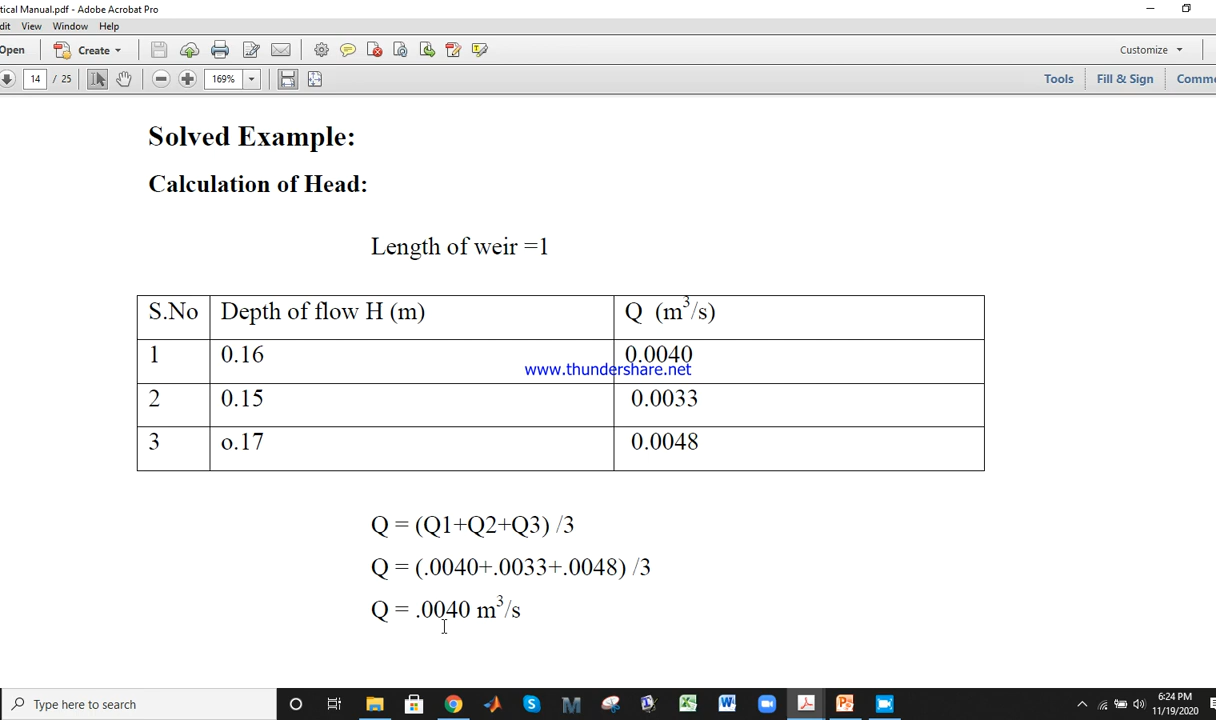 tical Manual.pdf - Adobe Acrobat Pro
dit View Window Help
Open Create Customize
14 / 25 169% Tools Fill & Sign Comme
Solved Example:
Calculation of Head:
Length of weir =1
S.No Depth of flow H (m) Q (m³/s)
1 0.16 0.0040
www.thundershare.net
2 0.15 0.0033
3 o.17 0.0048
Q = (Q1+Q2+Q3) /3
Q = (.0040+.0033+.0048) /3
Q = .0040 m³/s
Type here to search
6:24 PM
11/19/2020